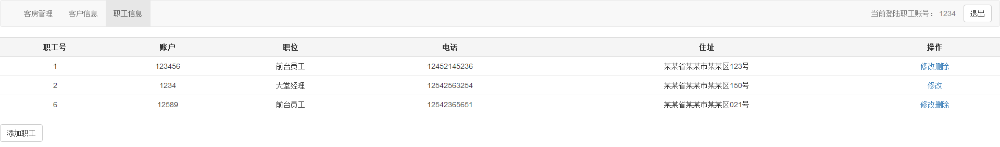 客房管理 客户信息 职工信息 当前登陆职工账号： 1234 退出
职工号 账户 职位 电话 住址 操作
1 123456 前台员工 12452145236 某某省某某市某某区123号 修改删除
2 1234 大堂经理 12542563254 某某省某某市某某区150号 修改
6 12589 前台员工 12542365651 某某省某某市某某区021号 修改删除
添加职工